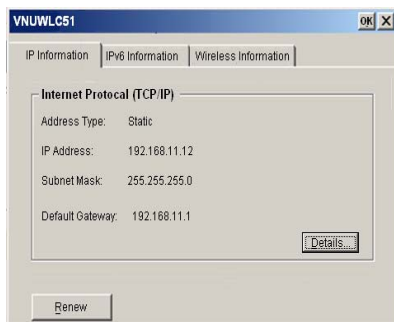 VNUWLC51 OK X
IP Information IPv6 Information Wireless Information
Internet Protocal (TCP/IP)
Address Type: Static
IP Address: 192.168.11.12
Subnet Mask: 255.255.255.0
Default Gateway: 192.168.11.1
Details...
Renew